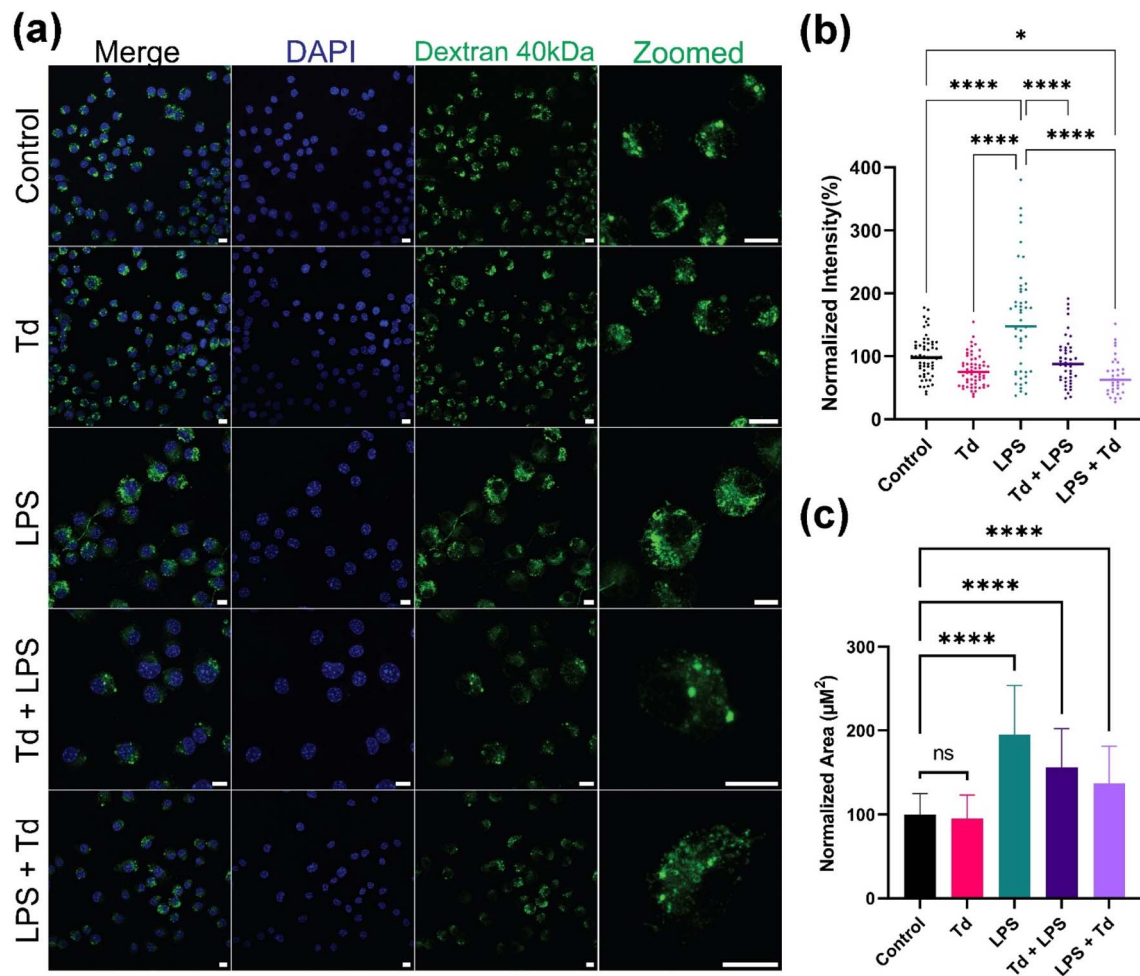 (a)
Merge DAPI Dextran 40kDa Zoomed
Control
Td
LPS
Td + LPS
LPS + Td
(b)
*
**** ****
**** ****
Normalized Intensity(%)
400
300
200
100
0
Control Td LPS Td + LPS LPS + Td
(c)
****
****
****
ns
Normalized Area (µM²)
300
200
100
0
Control Td LPS Td + LPS LPS + Td